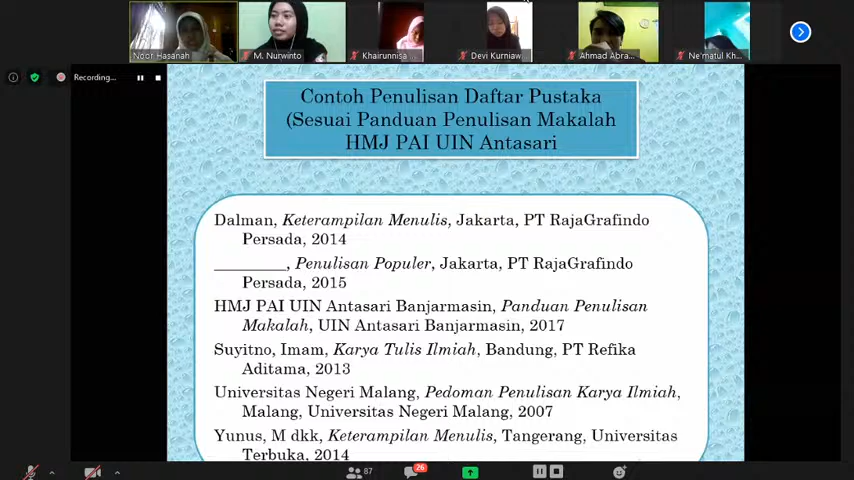 Noor Hasanah
M. Nurwinto
Khairunnisa ...
Devi Kurniaw...
Ahmad Abra...
Ne'matul Kh...
Recording...
Contoh Penulisan Daftar Pustaka
(Sesuai Panduan Penulisan Makalah
HMJ PAI UIN Antasari
Dalman, Keterampilan Menulis, Jakarta, PT RajaGrafindo
Persada, 2014
_________, Penulisan Populer, Jakarta, PT RajaGrafindo
Persada, 2015
HMJ PAI UIN Antasari Banjarmasin, Panduan Penulisan
Makalah, UIN Antasari Banjarmasin, 2017
Suyitno, Imam, Karya Tulis Ilmiah, Bandung, PT Refika
Aditama, 2013
Universitas Negeri Malang, Pedoman Penulisan Karya Ilmiah,
Malang, Universitas Negeri Malang, 2007
Yunus, M dkk, Keterampilan Menulis, Tangerang, Universitas
Terbuka, 2014
87
26